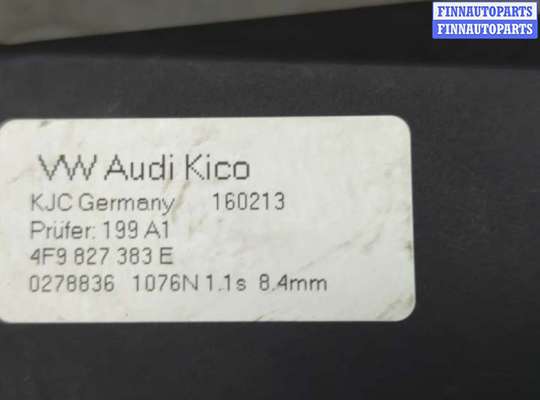 FINNAUTOPARTS
FINNAUTOPARTS
VW Audi Kico
KJC Germany 160213
Prüfer: 199 A1
4F9 827 383 E
0278836 1076N 1.1s 8.4mm